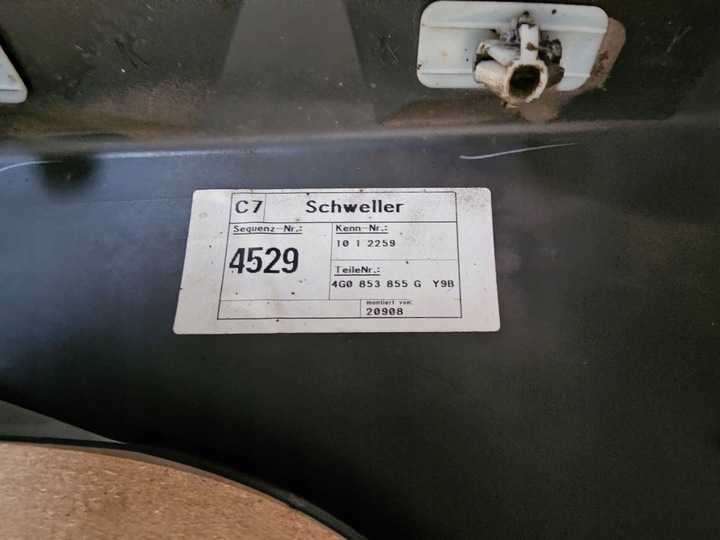 C7 Schweller
Sequenz-Nr.: Kenn-Nr.:
10 1 2259
4529
TeileNr.:
4G0 853 855 G Y9B
montiert von:
20908